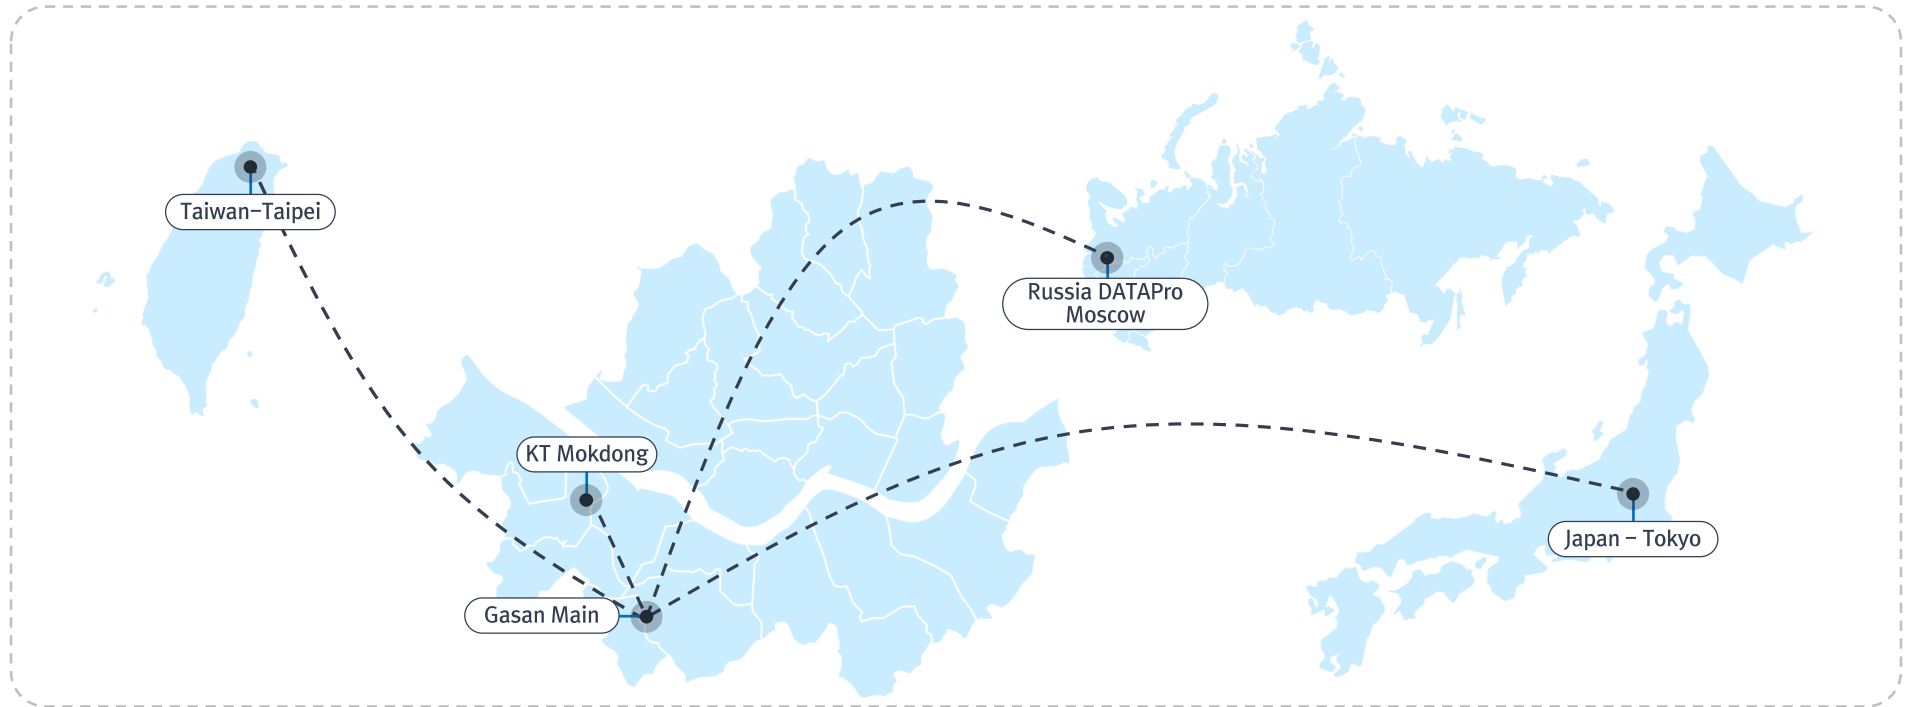 Taiwan-Taipei
Russia DATAPro
Moscow
KT Mokdong
Japan - Tokyo
Gasan Main